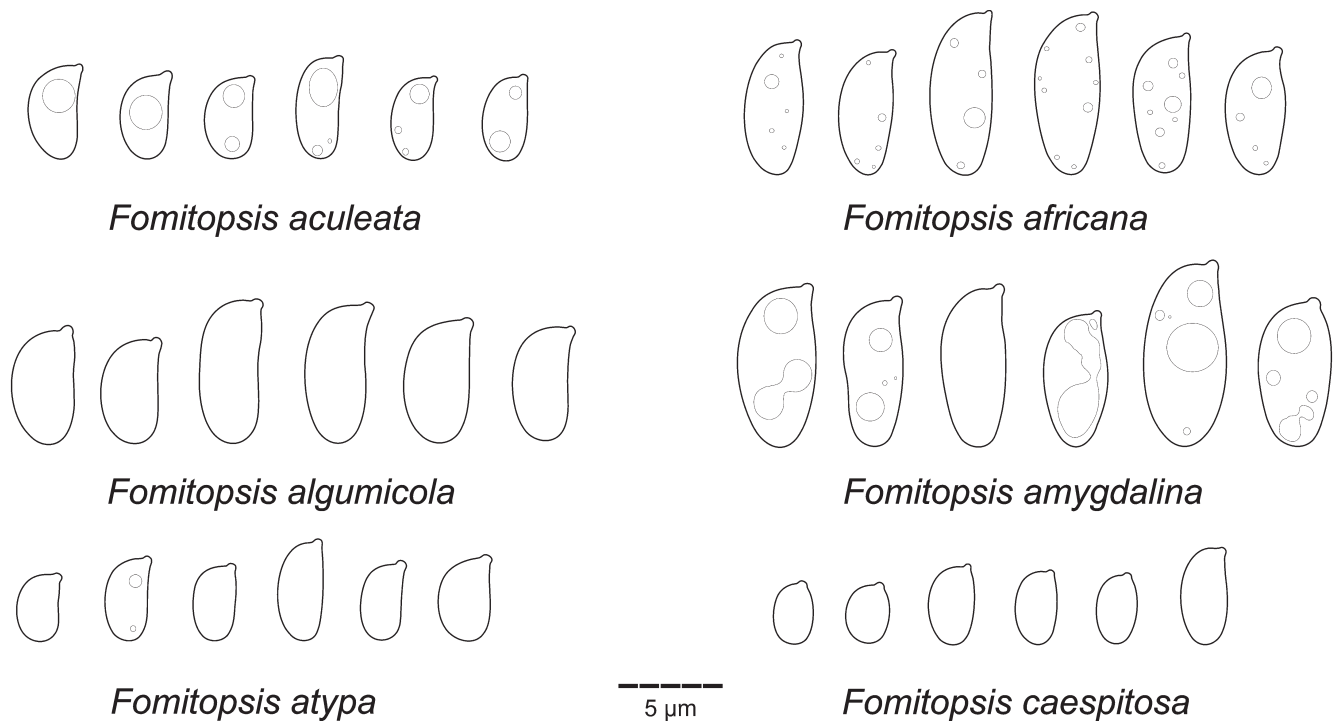 Fomitopsis aculeata
Fomitopsis africana
Fomitopsis algumicola
Fomitopsis amygdalina
Fomitopsis atypa
Fomitopsis caespitosa
5 µm